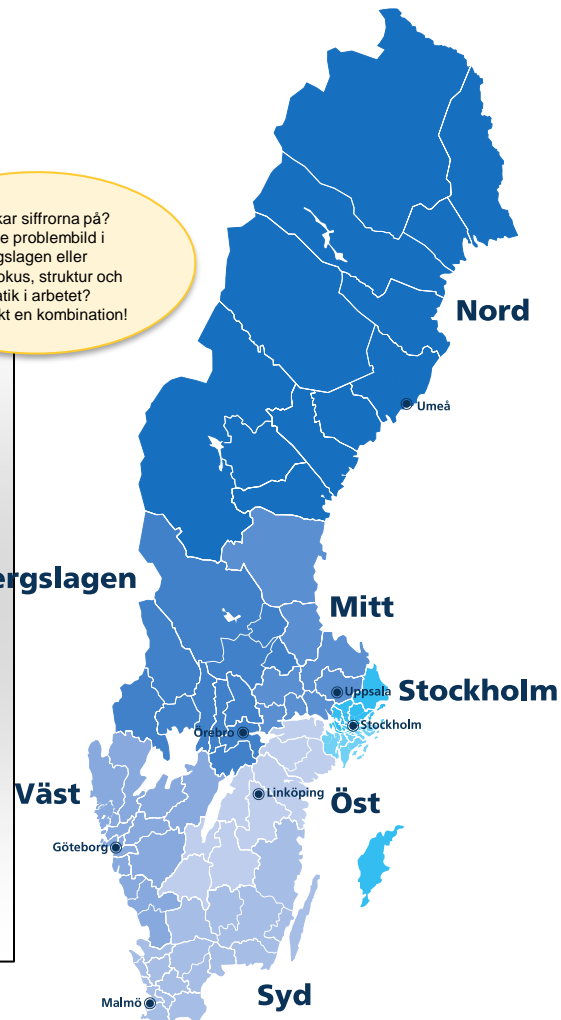 kar siffrorna på?
e problembild i
gslagen eller
okus, struktur och
atik i arbetet?
kt en kombination!
Nord
Umeå
ergslagen
Mitt
Uppsala
Stockholm
Stockholm
Örebro
Väst
Linköping
Öst
Göteborg
Syd
Malmö